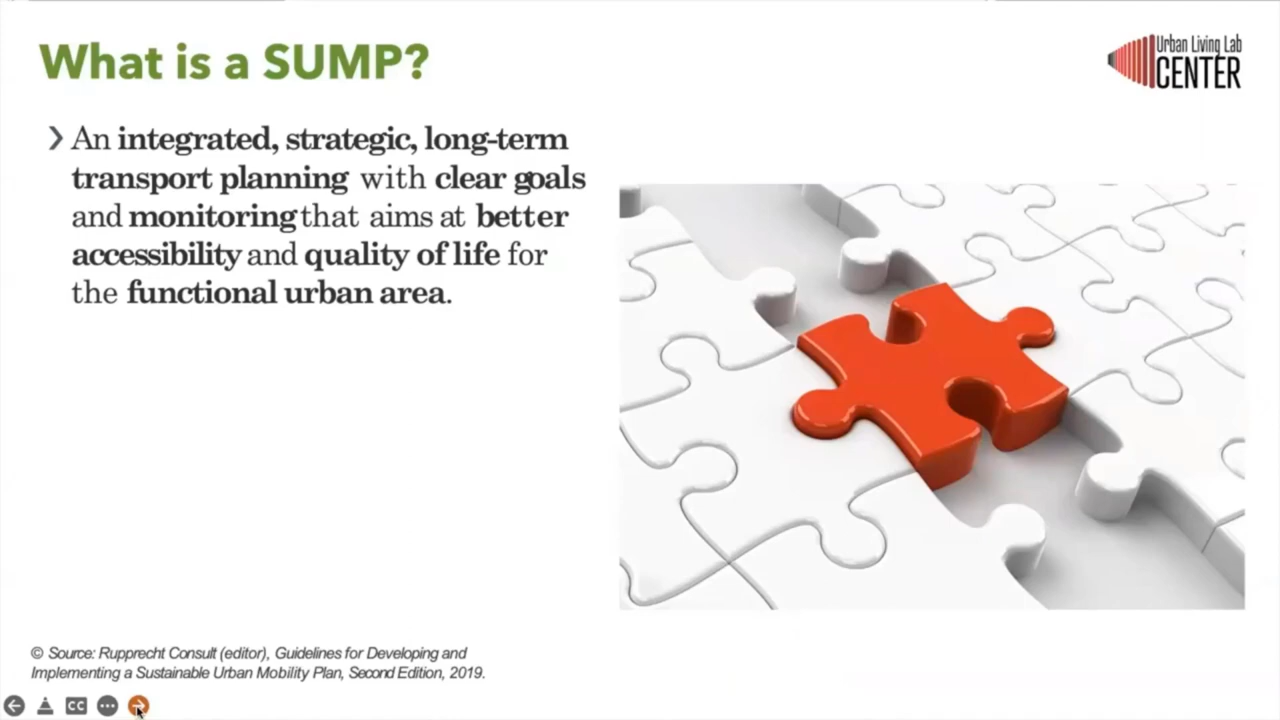 What is a SUMP?
Urban Living Lab
CENTER
An integrated, strategic, long-term
transport planning with clear goals
and monitoring that aims at better
accessibility and quality of life for
the functional urban area.
© Source: Rupprecht Consult (editor), Guidelines for Developing and
Implementing a Sustainable Urban Mobility Plan, Second Edition, 2019.
CC